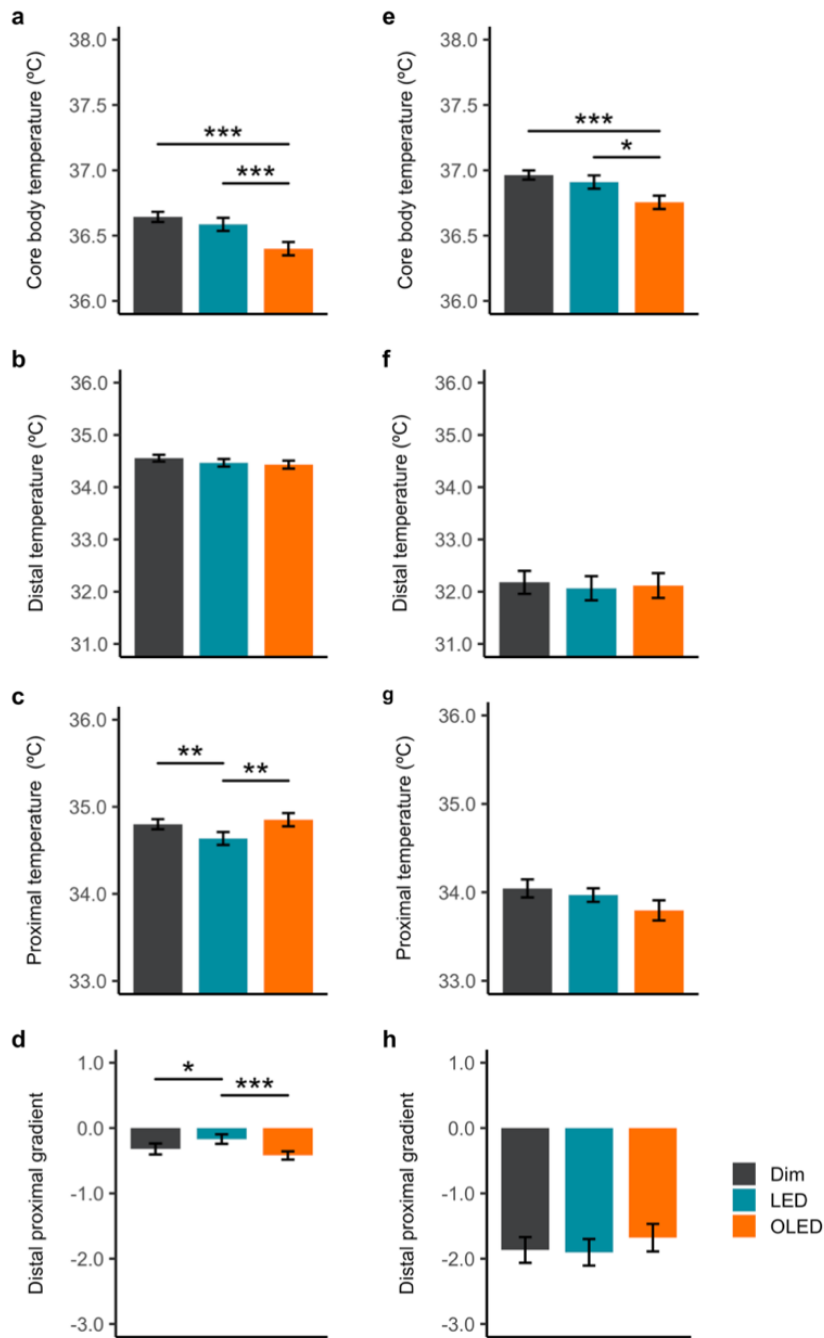 a
Core body temperature (ºC)
38.0
37.5
37.0
36.5
36.0
***
***
e
Core body temperature (ºC)
38.0
37.5
37.0
36.5
36.0
***
*
b
Distal temperature (ºC)
36.0
35.0
34.0
33.0
32.0
31.0
f
Distal temperature (ºC)
36.0
35.0
34.0
33.0
32.0
31.0
c
Proximal temperature (ºC)
36.0
35.0
34.0
33.0
**
**
g
Proximal temperature (ºC)
36.0
35.0
34.0
33.0
d
Distal proximal gradient
1.0
0.0
-1.0
-2.0
-3.0
*
***
h
Distal proximal gradient
1.0
0.0
-1.0
-2.0
-3.0
Dim
LED
OLED